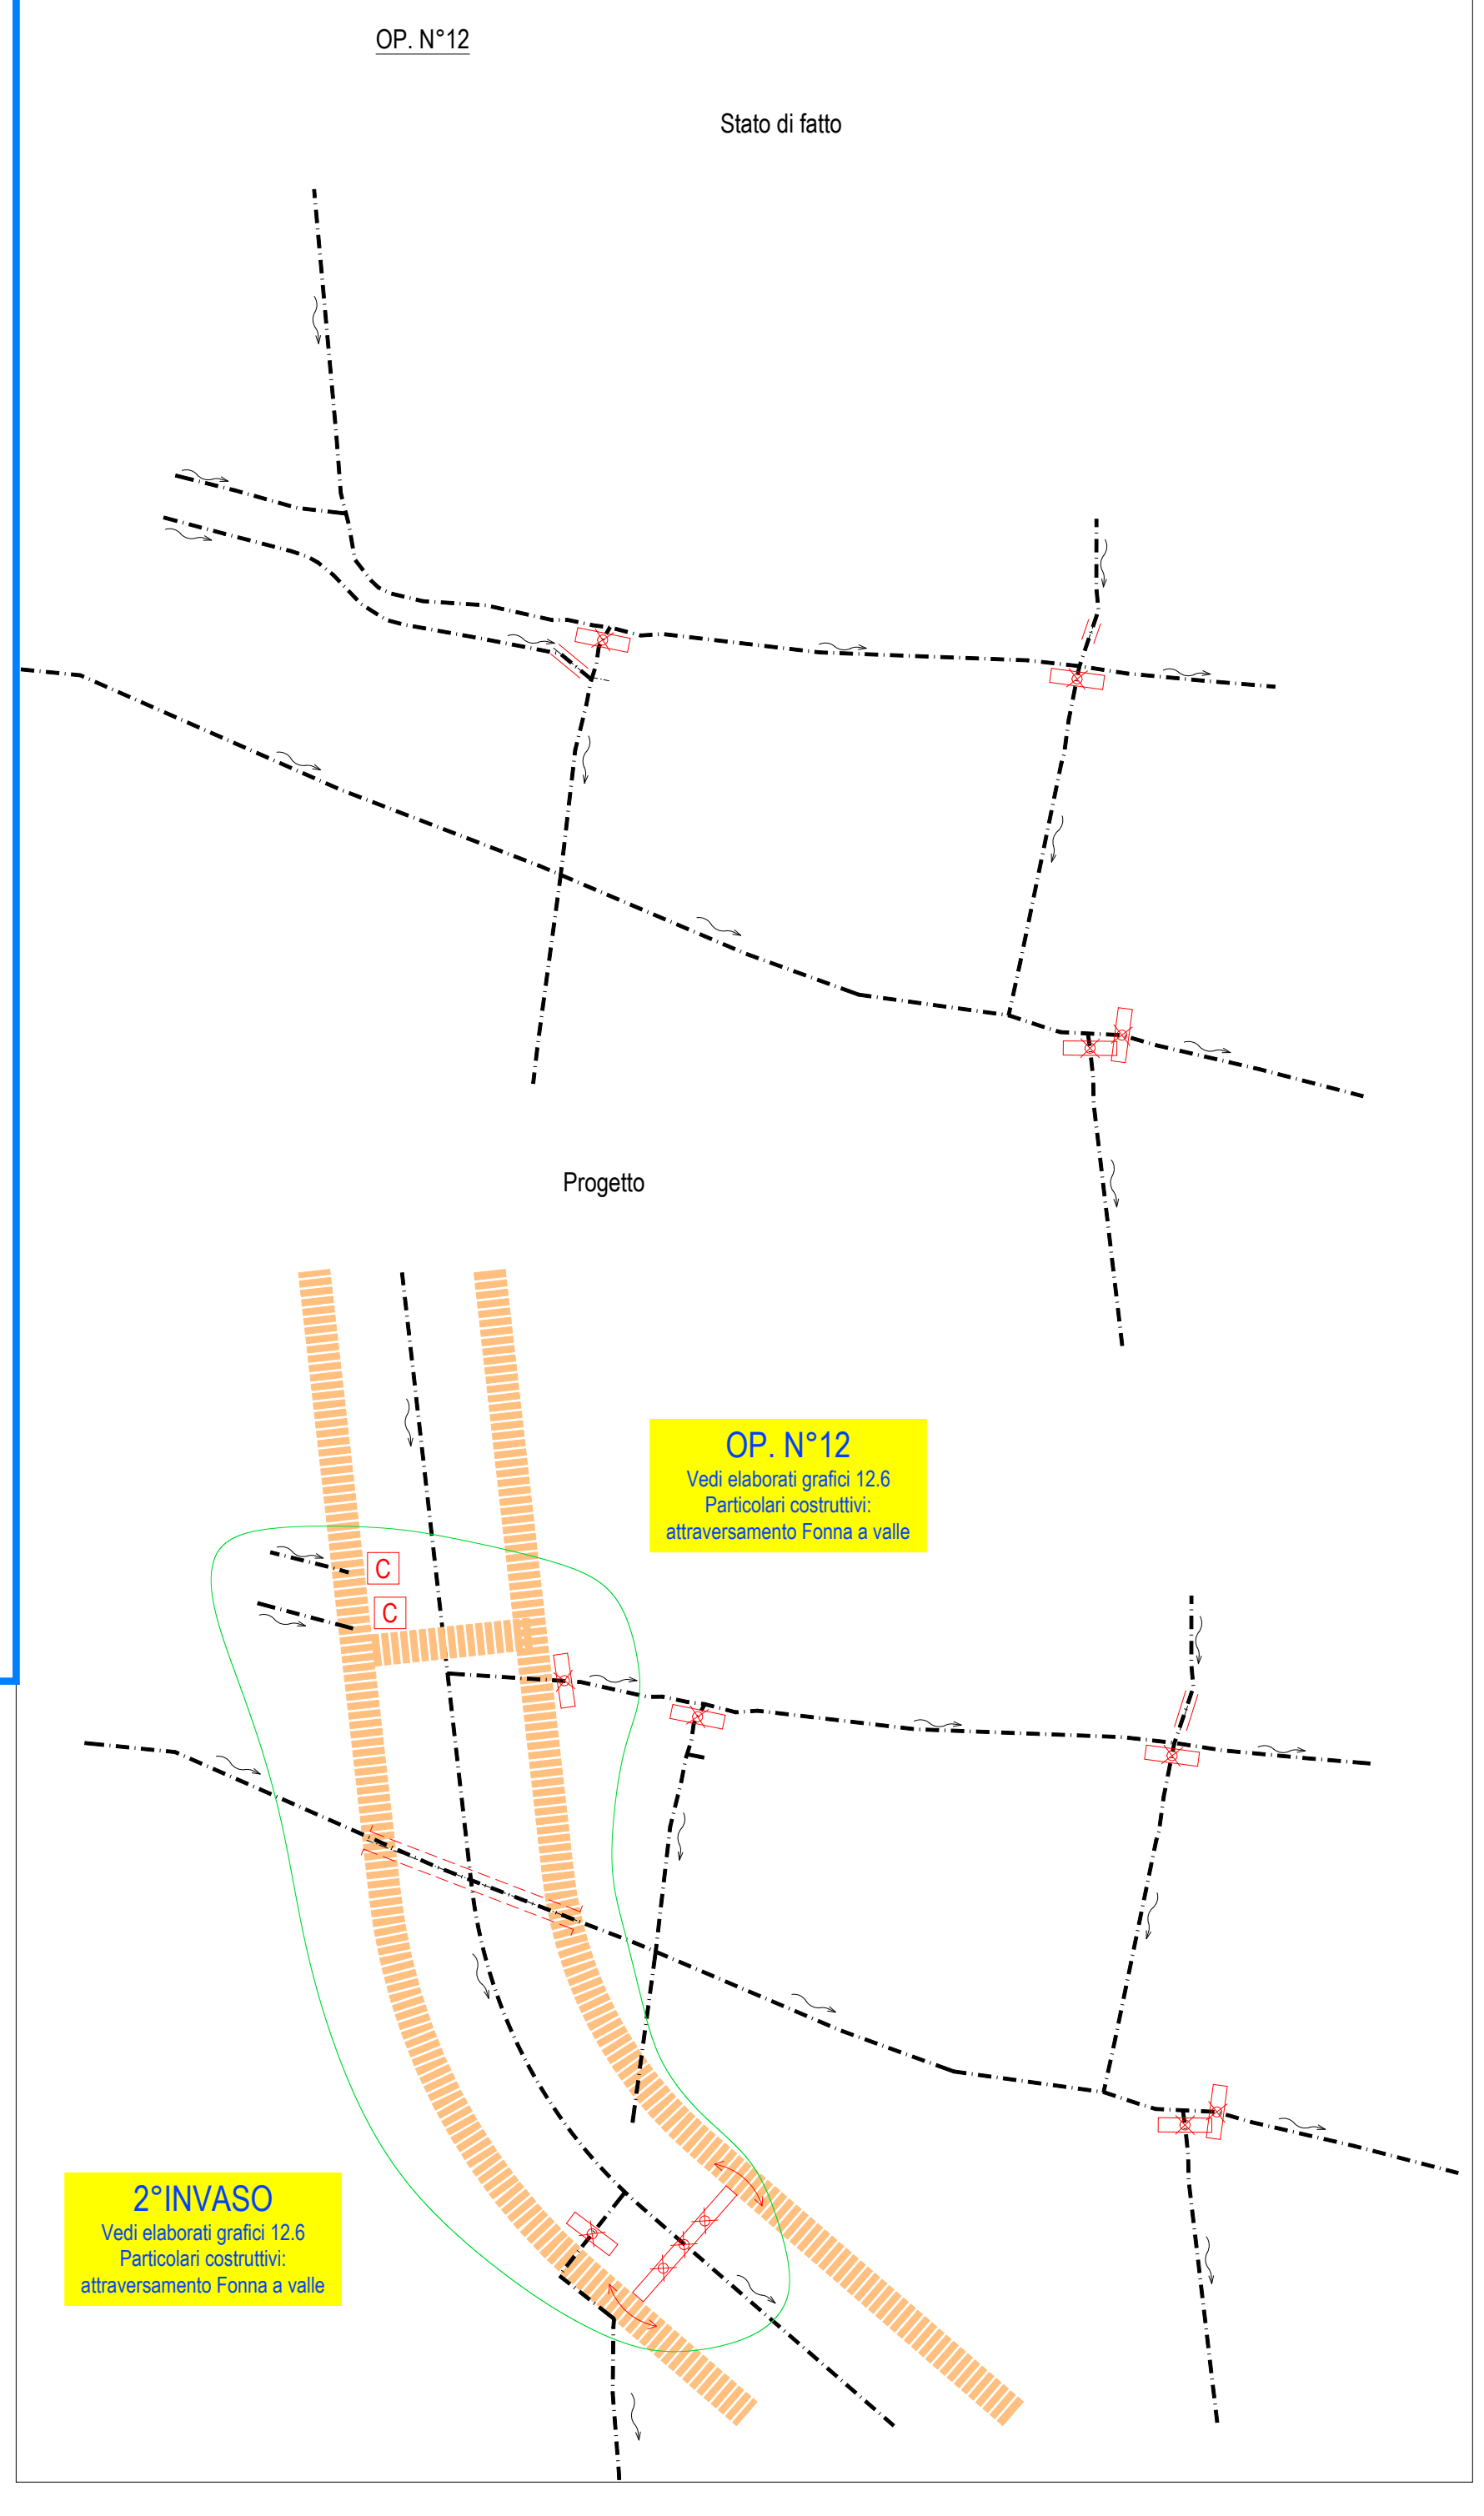 OP. N°12
Stato di fatto
Progetto
OP. N°12
Vedi elaborati grafici 12.6
Particolari costruttivi:
attraversamento Fonna a valle
C
C
2°INVASO
Vedi elaborati grafici 12.6
Particolari costruttivi:
attraversamento Fonna a valle